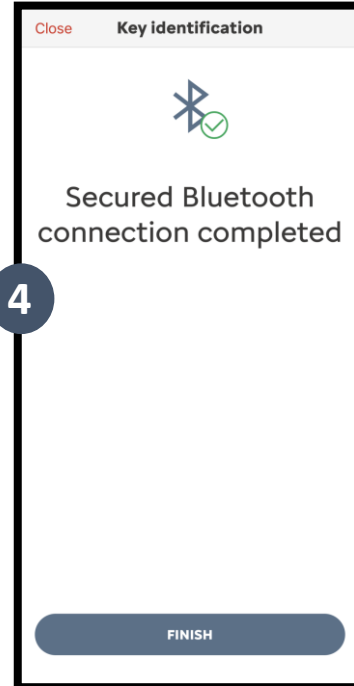 Close Key identification
Secured Bluetooth
connection completed
4
FINISH